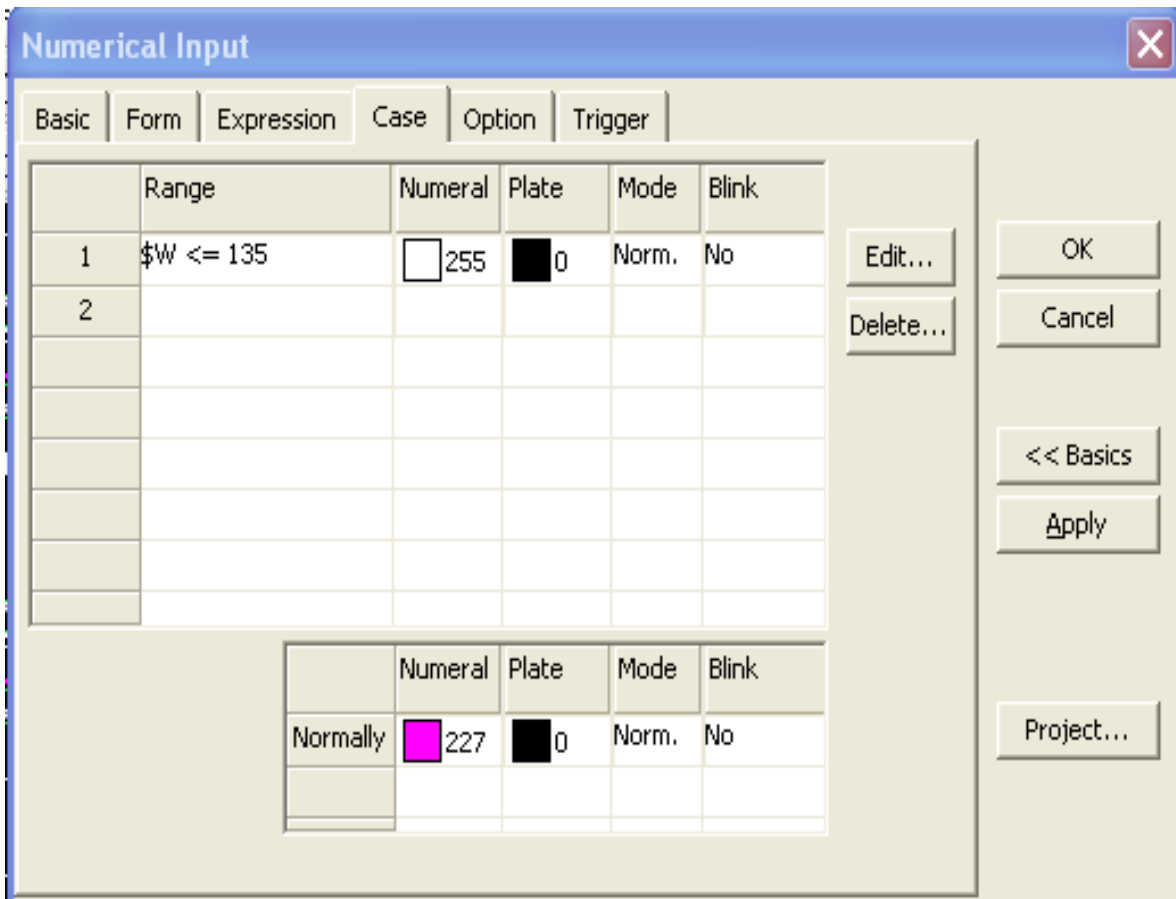 Numerical Input
Basic Form Expression Case Option Trigger
Range Numeral Plate Mode Blink
1 $W <= 135 255 0 Norm. No
2
Edit...
Delete...
OK
Cancel
<< Basics
Apply
Project...
Numeral Plate Mode Blink
Normally 227 0 Norm. No